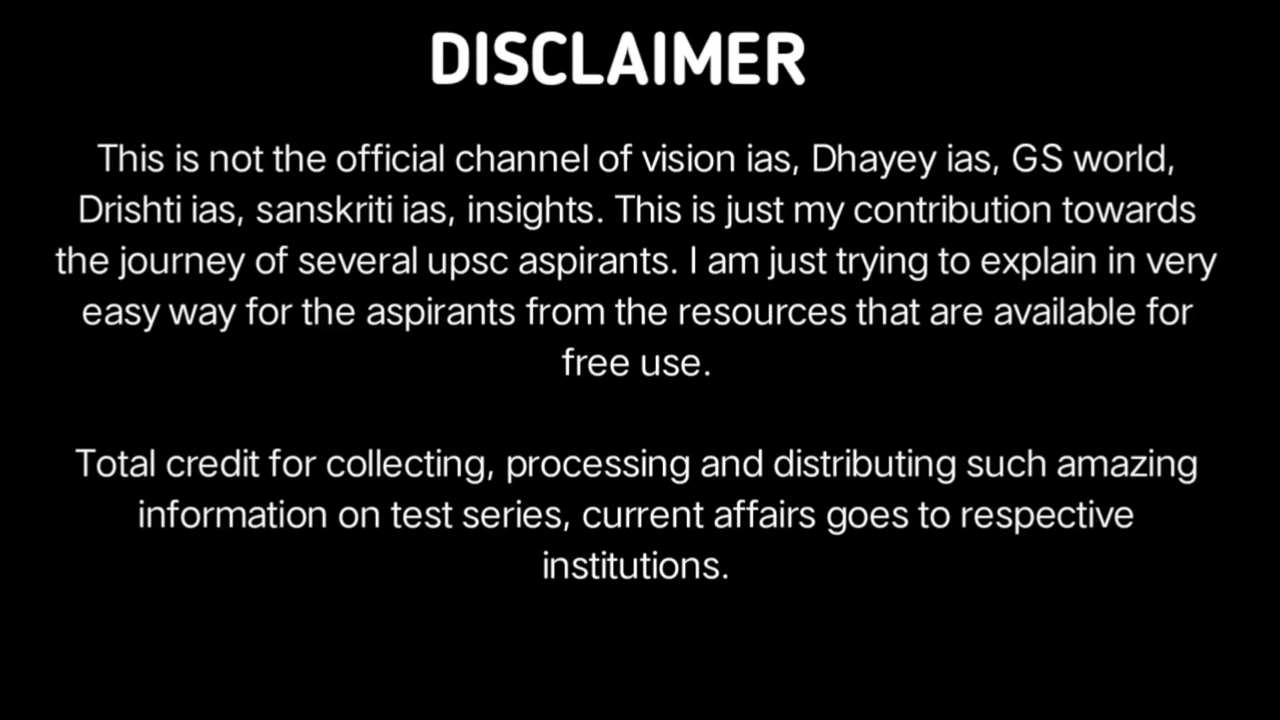 DISCLAIMER
This is not the official channel of vision ias, Dhayey ias, GS world,
Drishti ias, sanskriti ias, insights. This is just my contribution towards
the journey of several upsc aspirants. I am just trying to explain in very
easy way for the aspirants from the resources that are available for
free use.
Total credit for collecting, processing and distributing such amazing
information on test series, current affairs goes to respective
institutions.